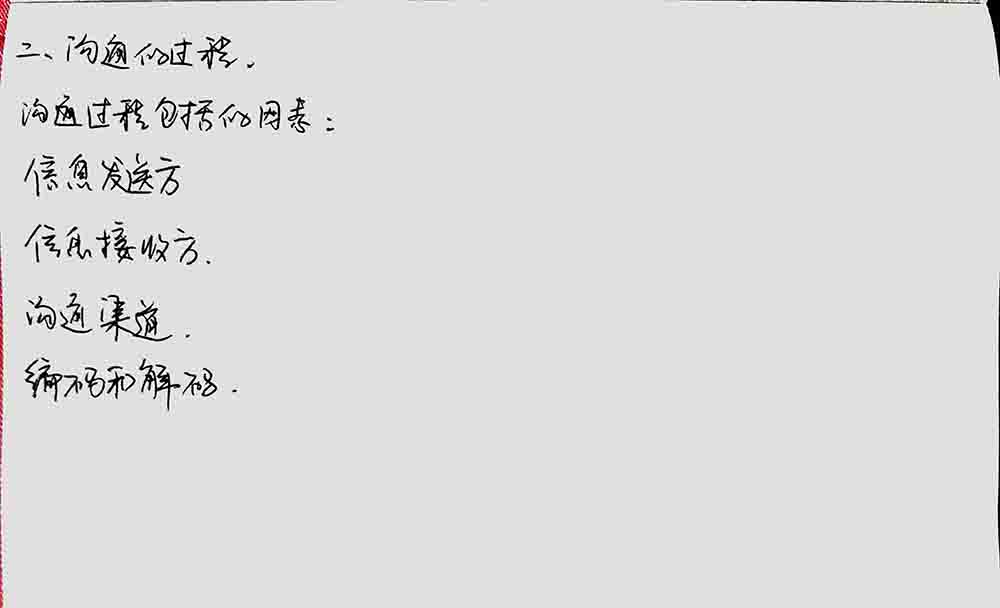 二、沟通的过程.
沟通过程包括的因素:
信息发送方
信息接收方.
沟通渠道.
编码和解码.